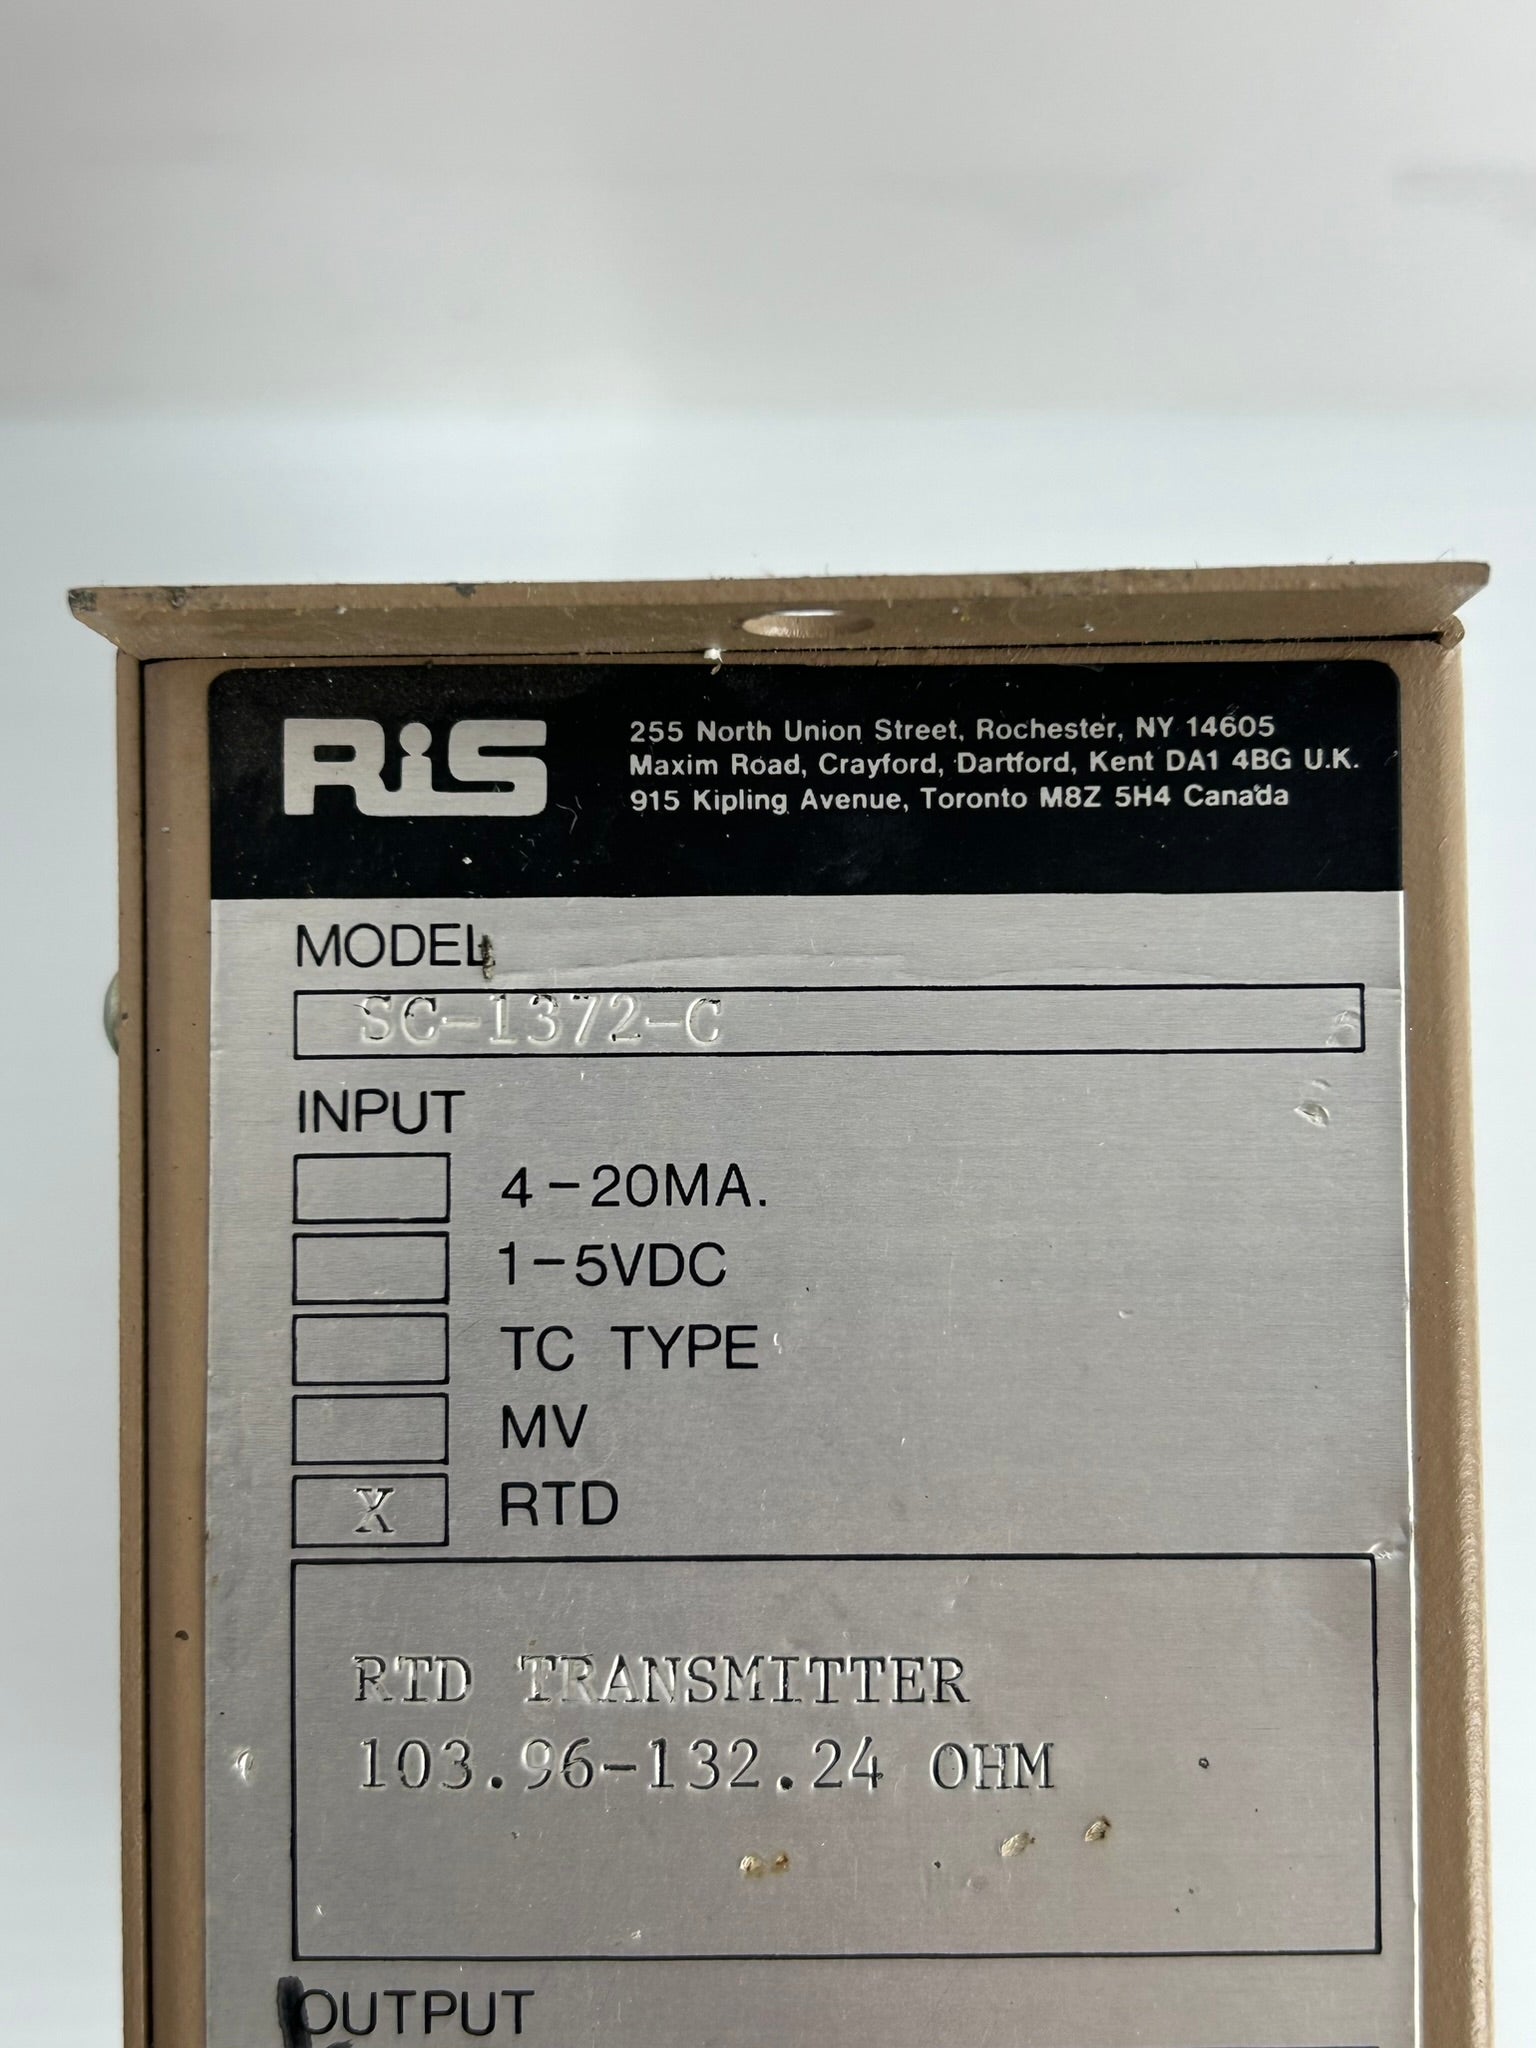 RIS
255 North Union Street, Rochester, NY 14605
Maxim Road, Crayford, Dartford, Kent DA1 4BG U.K.
915 Kipling Avenue, Toronto M8Z 5H4 Canada
MODEL
SC-1372-C
INPUT
4-20MA.
1-5VDC
TC TYPE
MV
X RTD
RTD TRANSMITTER
103.96-132.24 OHM
OUTPUT